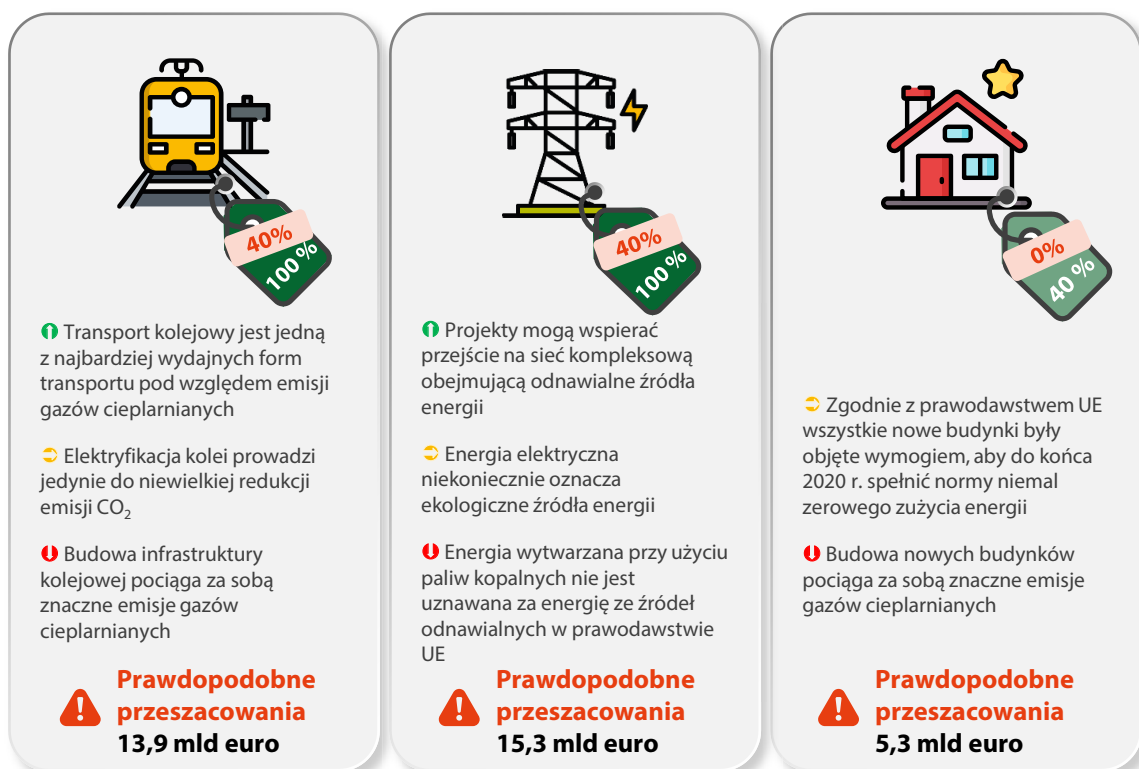 40%
100 %
Transport kolejowy jest jedną
z najbardziej wydajnych form
transportu pod względem emisji
gazów cieplarnianych
Elektryfikacja kolei prowadzi
jedynie do niewielkiej redukcji
emisji CO₂
Budowa infrastruktury
kolejowej pociąga za sobą
znaczne emisje gazów
cieplarnianych
Prawdopodobne
przeszacowania
13,9 mld euro
40%
100 %
Projekty mogą wspierać
przejście na sieć kompleksową
obejmującą odnawialne źródła
energii
Energia elektryczna
niekoniecznie oznacza
ekologiczne źródła energii
Energia wytwarzana przy użyciu
paliw kopalnych nie jest
uznawana za energię ze źródeł
odnawialnych w prawodawstwie
UE
Prawdopodobne
przeszacowania
15,3 mld euro
0%
40 %
Zgodnie z prawodawstwem UE
wszystkie nowe budynki były
objęte wymogiem, aby do końca
2020 r. spełnić normy niemal
zerowego zużycia energii
Budowa nowych budynków
pociąga za sobą znaczne emisje
gazów cieplarnianych
Prawdopodobne
przeszacowania
5,3 mld euro